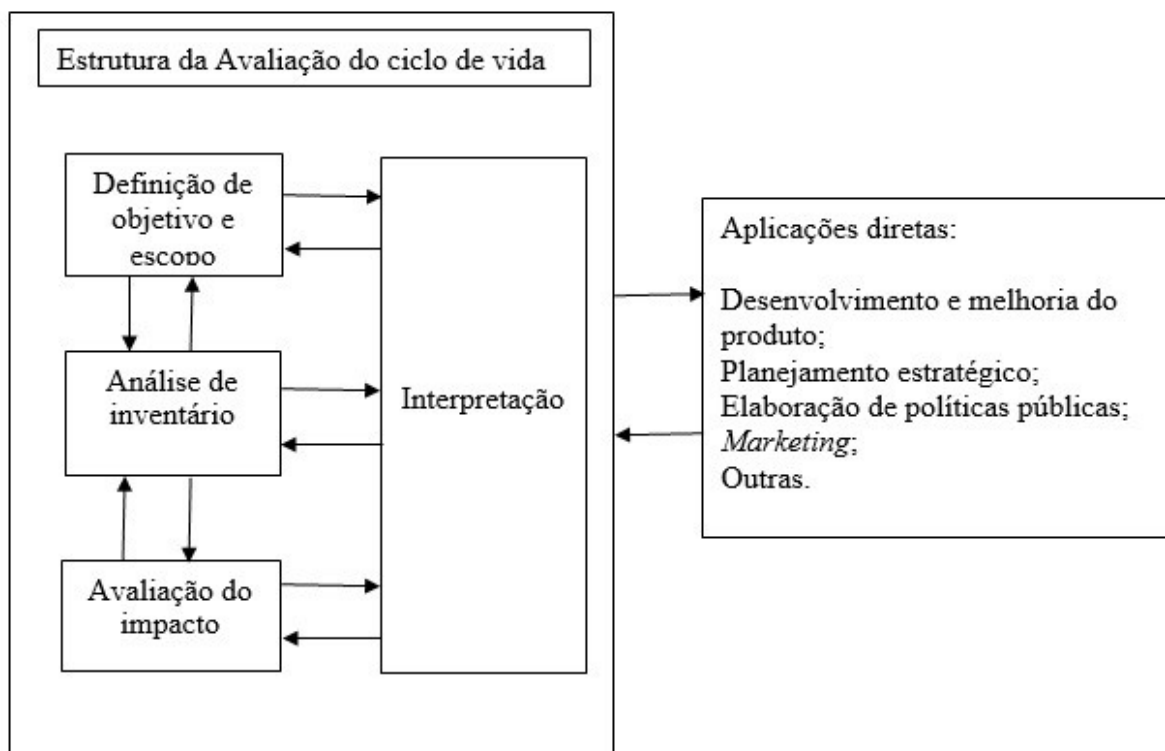 Estrutura da Avaliação do ciclo de vida
Definição de
objetivo e
escopo
Análise de
inventário
Avaliação do
impacto
Interpretação
Aplicações diretas:
Desenvolvimento e melhoria do
produto;
Planejamento estratégico;
Elaboração de políticas públicas;
Marketing;
Outras.